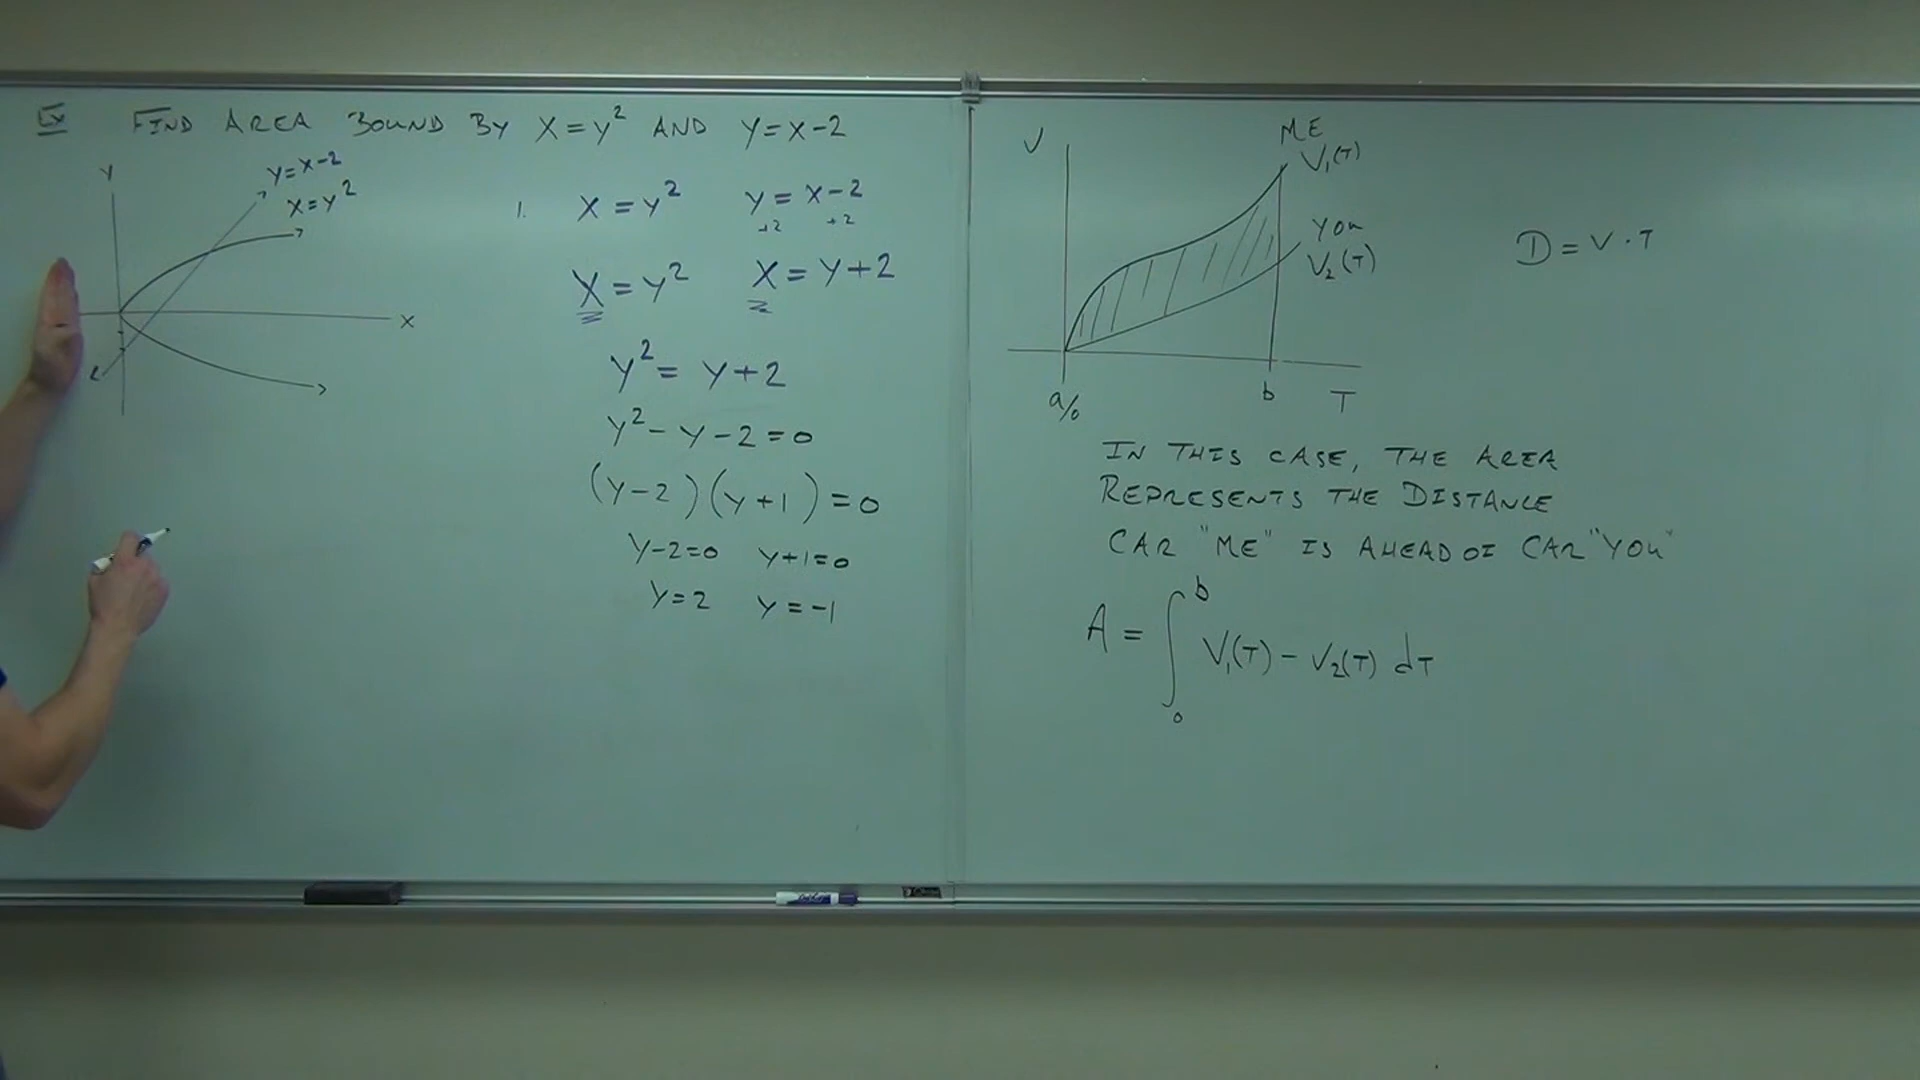 Ex FIND AREA BOUND BY X = y² AND y = x - 2
Y
y = x - 2
x = y²
X
1. X = y² y = x - 2
+2 +2
X = y² X = y + 2
y² = y + 2
y² - y - 2 = 0
(y - 2)(y + 1) = 0
y - 2 = 0 y + 1 = 0
y = 2 y = -1
V
ME
V₁(T)
YOU
V₂(T)
D = V · T
a/0 b T
IN THIS CASE, THE AREA
REPRESENTS THE DISTANCE
CAR "ME" IS AHEAD OF CAR "YOU"
A = ∫₀ᵇ V₁(T) - V₂(T) dT